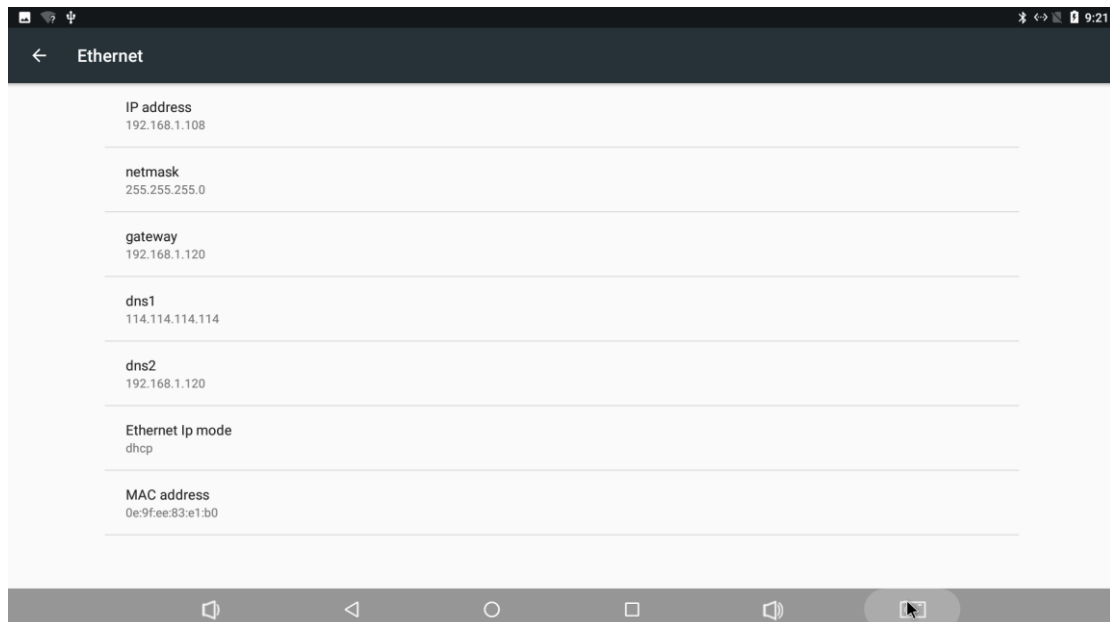 9:21
Ethernet
IP address
192.168.1.108
netmask
255.255.255.0
gateway
192.168.1.120
dns1
114.114.114.114
dns2
192.168.1.120
Ethernet Ip mode
dhcp
MAC address
0e:9f:ee:83:e1:b0